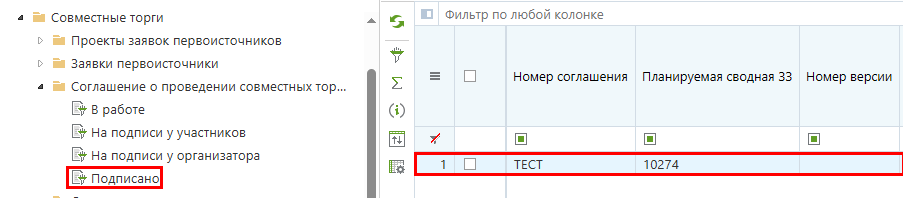 Совместные торги
Проекты заявок первоисточников
Заявки первоисточники
Соглашение о проведении совместных тор...
В работе
На подписи у участников
На подписи у организатора
Подписано
Фильтр по любой колонке
Номер соглашения Планируемая сводная ЗЗ Номер версии
1 ТЕСТ 10274